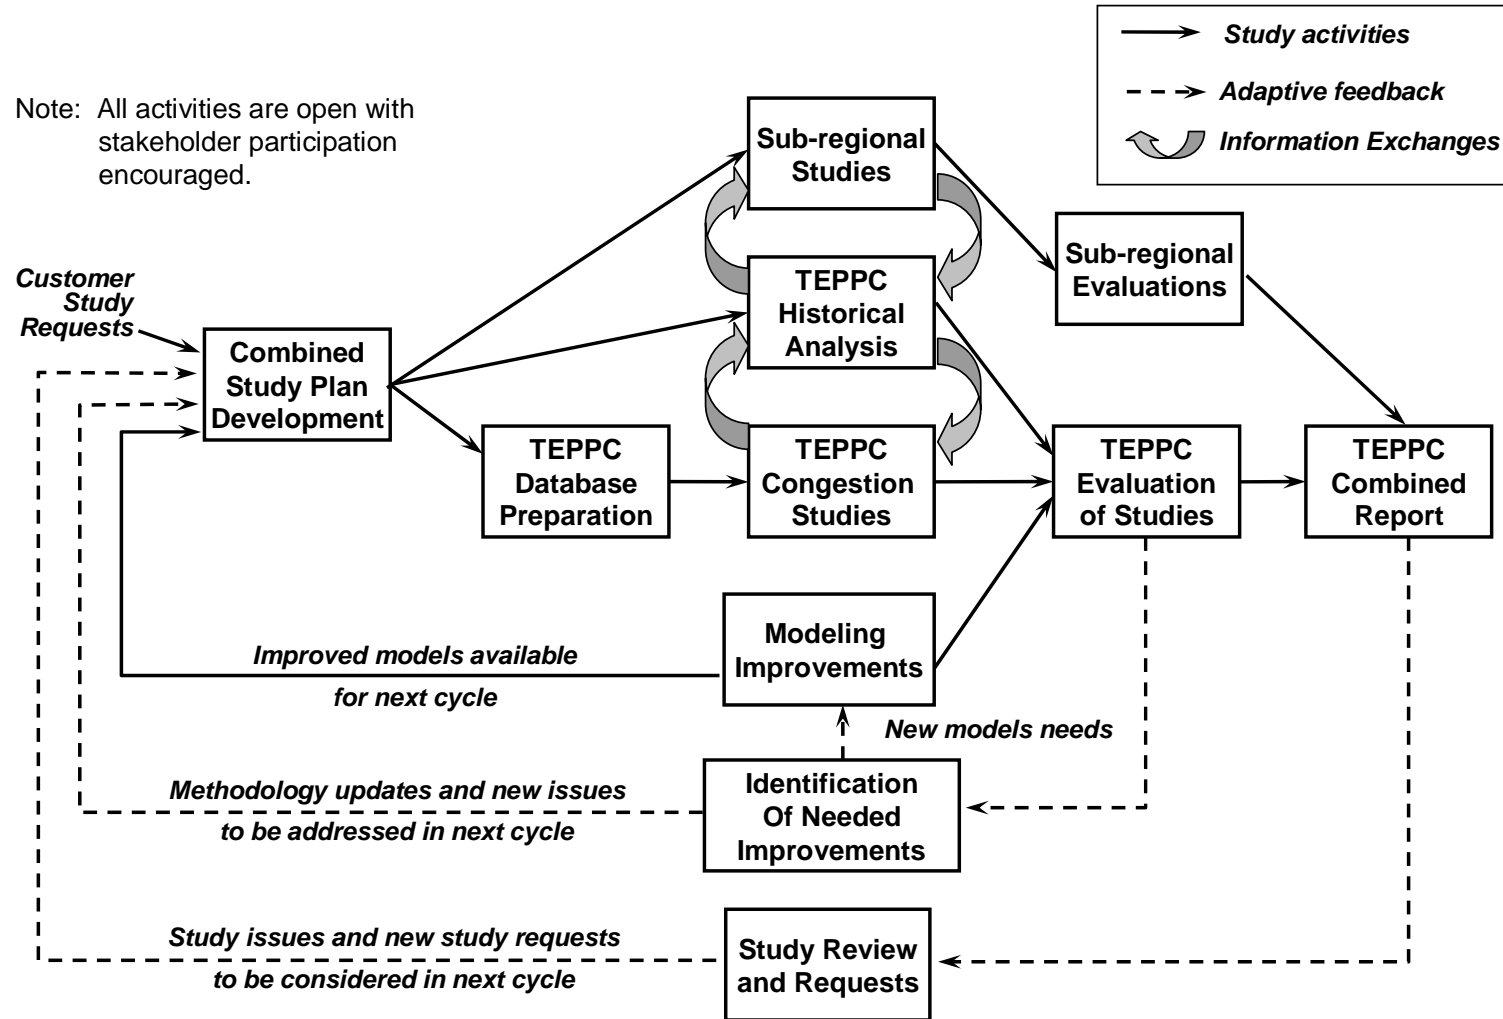 Study activities
Adaptive feedback
Information Exchanges
Note: All activities are open with
stakeholder participation
encouraged.
Sub-regional
Studies
Sub-regional
Evaluations
Customer
Study
Requests
Combined
Study Plan
Development
TEPPC
Historical
Analysis
TEPPC
Database
Preparation
TEPPC
Congestion
Studies
TEPPC
Evaluation
of Studies
TEPPC
Combined
Report
Improved models available
for next cycle
Modeling
Improvements
New models needs
Methodology updates and new issues
to be addressed in next cycle
Identification
Of Needed
Improvements
Study issues and new study requests
to be considered in next cycle
Study Review
and Requests